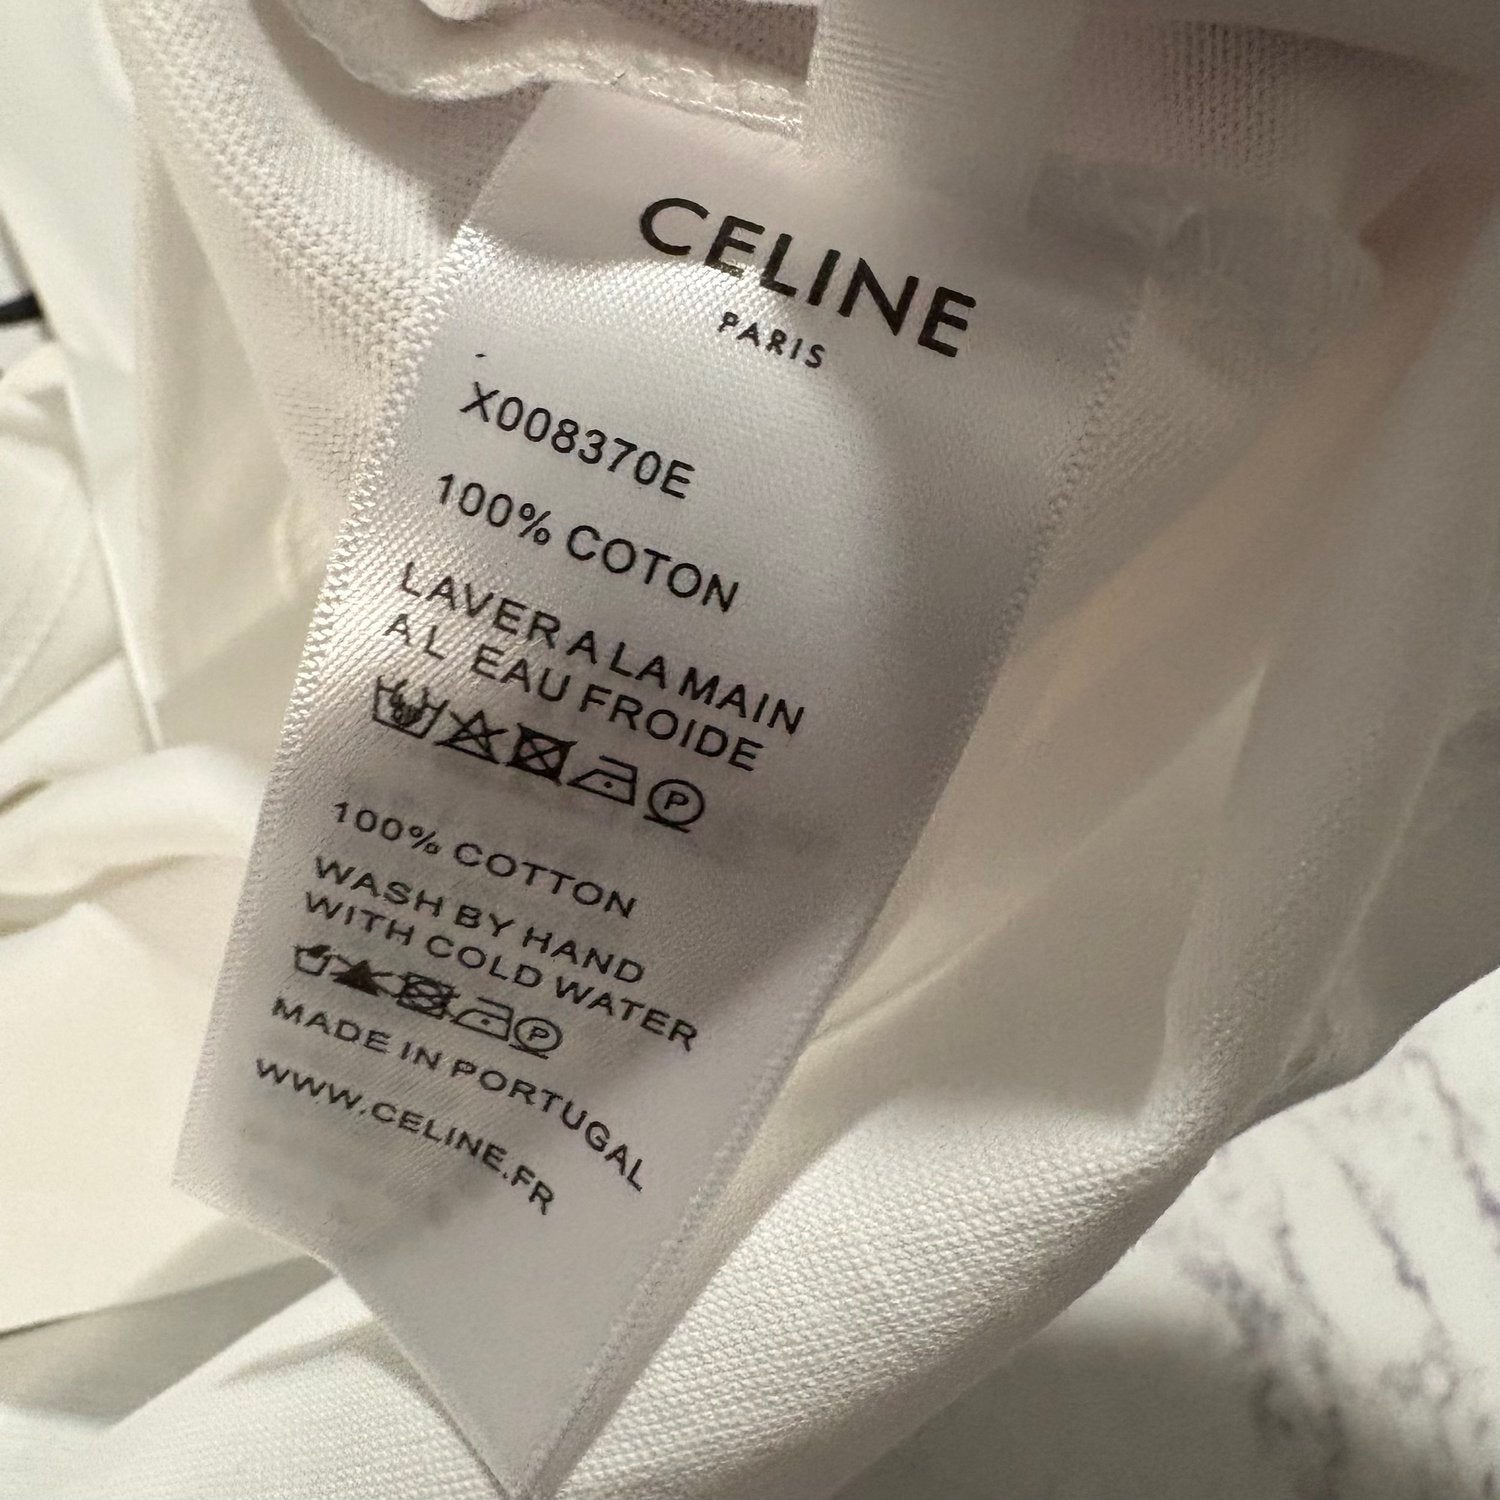 CELINE
PARIS
X008370E
100% COTON
LAVER A LA MAIN
A L EAU FROIDE
P
100% COTTON
WASH BY HAND
WITH COLD WATER
P
MADE IN PORTUGAL
WWW.CELINE.FR